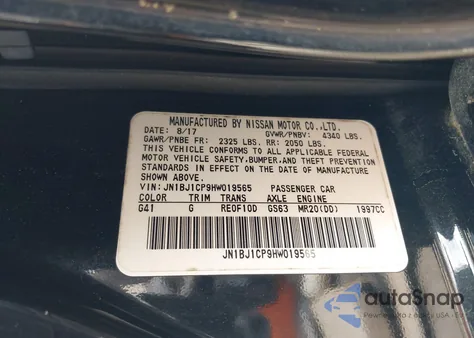 MANUFACTURED BY NISSAN MOTOR CO.,LTD.
DATE: 8/17 GVWR/PNBV: 4340 LBS.
GAWR/PNBE FR: 2325 LBS. RR: 2050 LBS.
THIS VEHICLE CONFORMS TO ALL APPLICABLE FEDERAL
MOTOR VEHICLE SAFETY, BUMPER, AND THEFT PREVENTION
STANDARDS IN EFFECT ON THE DATE OF MANUFACTURE
SHOWN ABOVE.
VIN: JN1BJ1CP9HW019565 PASSENGER CAR
COLOR TRIM TRANS AXLE ENGINE
G41 G RE0F10D GS63 MR20(DD) 1997CC
JN1BJ1CP9HW019565
autoSnap